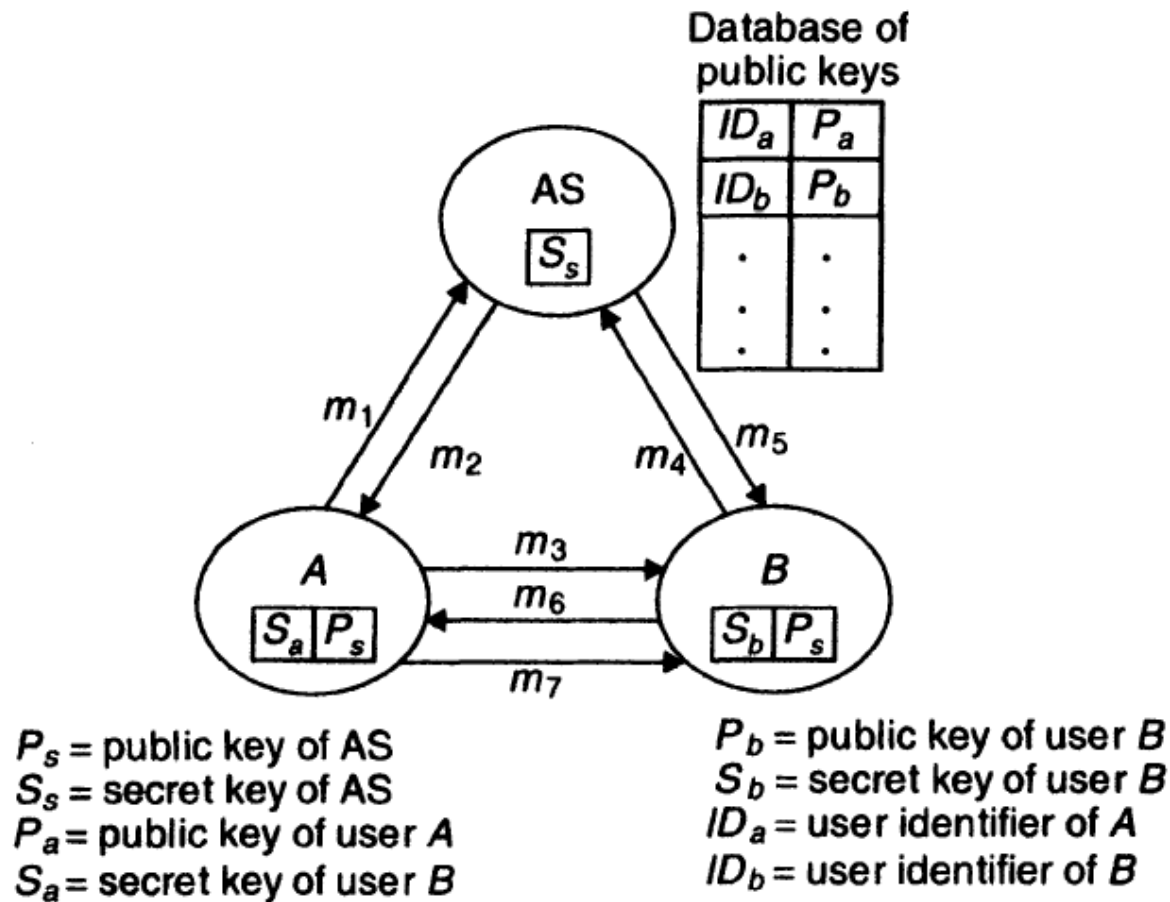 Database of
public keys
ID_a P_a
ID_b P_b
. .
. .
. .
AS
S_s
m_1
m_2
m_4
m_5
A
S_a P_s
m_3
m_6
m_7
B
S_b P_s
P_s = public key of AS
S_s = secret key of AS
P_a = public key of user A
S_a = secret key of user B
P_b = public key of user B
S_b = secret key of user B
ID_a = user identifier of A
ID_b = user identifier of B